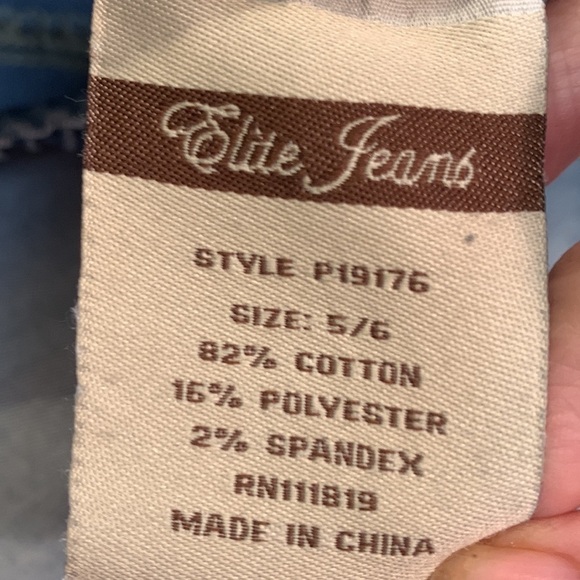 Elite Jeans
STYLE P19176
SIZE: 5/6
82% COTTON
16% POLYESTER
2% SPANDEX
RN111819
MADE IN CHINA